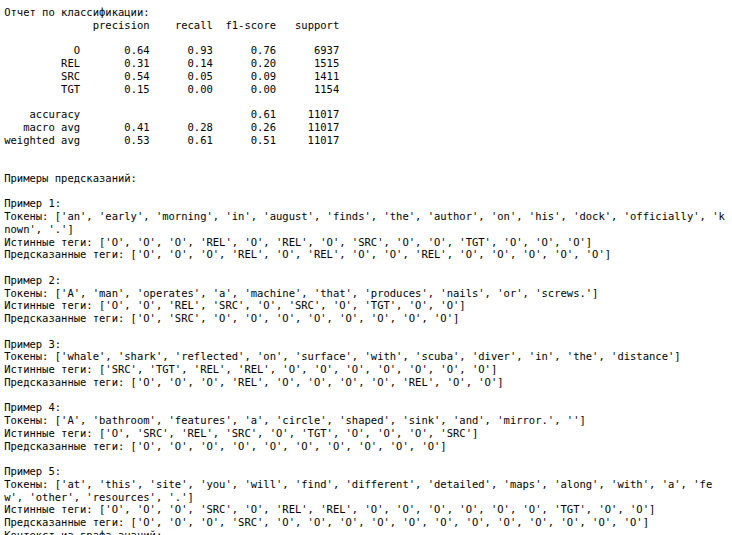 Отчет по классификации:
precision recall f1-score support
O 0.64 0.93 0.76 6937
REL 0.31 0.14 0.20 1515
SRC 0.54 0.05 0.09 1411
TGT 0.15 0.00 0.00 1154
accuracy 0.61 11017
macro avg 0.41 0.28 0.26 11017
weighted avg 0.53 0.61 0.51 11017
Примеры предсказаний:
Пример 1:
Токены: ['an', 'early', 'morning', 'in', 'august', 'finds', 'the', 'author', 'on', 'his', 'dock', 'officially', 'k
nown', '.']
Истинные теги: ['O', 'O', 'O', 'REL', 'O', 'REL', 'O', 'SRC', 'O', 'O', 'TGT', 'O', 'O', 'O']
Предсказанные теги: ['O', 'O', 'O', 'REL', 'O', 'REL', 'O', 'O', 'REL', 'O', 'O', 'O', 'O', 'O']
Пример 2:
Токены: ['A', 'man', 'operates', 'a', 'machine', 'that', 'produces', 'nails', 'or', 'screws.']
Истинные теги: ['O', 'O', 'REL', 'SRC', 'O', 'SRC', 'O', 'TGT', 'O', 'O']
Предсказанные теги: ['O', 'SRC', 'O', 'O', 'O', 'O', 'O', 'O', 'O', 'O']
Пример 3:
Токены: ['whale', 'shark', 'reflected', 'on', 'surface', 'with', 'scuba', 'diver', 'in', 'the', 'distance']
Истинные теги: ['SRC', 'TGT', 'REL', 'REL', 'O', 'O', 'O', 'O', 'O', 'O', 'O']
Предсказанные теги: ['O', 'O', 'O', 'REL', 'O', 'O', 'O', 'O', 'REL', 'O', 'O']
Пример 4:
Токены: ['A', 'bathroom', 'features', 'a', 'circle', 'shaped', 'sink', 'and', 'mirror.', '']
Истинные теги: ['O', 'SRC', 'REL', 'SRC', 'O', 'TGT', 'O', 'O', 'O', 'SRC']
Предсказанные теги: ['O', 'O', 'O', 'O', 'O', 'O', 'O', 'O', 'O', 'O']
Пример 5:
Токены: ['at', 'this', 'site', 'you', 'will', 'find', 'different', 'detailed', 'maps', 'along', 'with', 'a', 'fe
w', 'other', 'resources', '.']
Истинные теги: ['O', 'O', 'O', 'SRC', 'O', 'REL', 'REL', 'O', 'O', 'O', 'O', 'O', 'O', 'TGT', 'O', 'O']
Предсказанные теги: ['O', 'O', 'O', 'SRC', 'O', 'O', 'O', 'O', 'O', 'O', 'O', 'O', 'O', 'O', 'O', 'O']
Контекст из графа знаний: